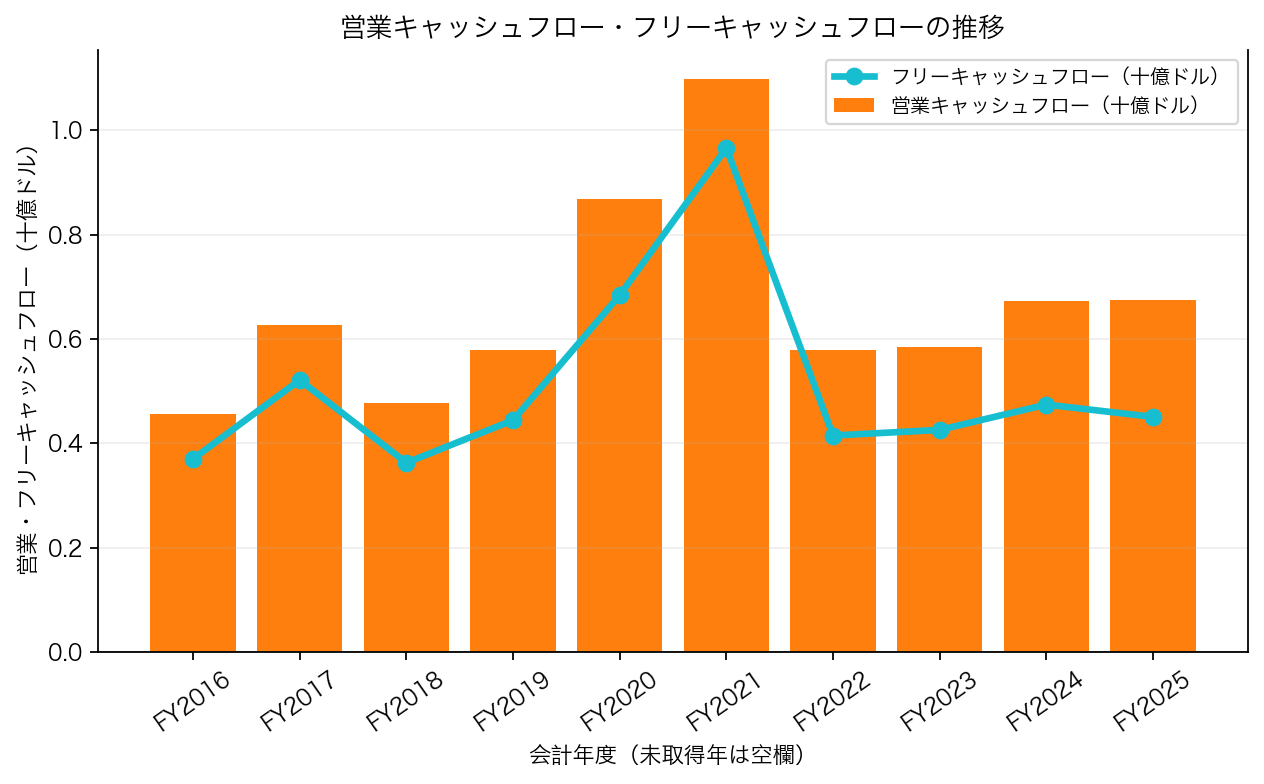 営業キャッシュフロー・フリーキャッシュフローの推移
フリーキャッシュフロー（十億ドル）
営業キャッシュフロー（十億ドル）
営業・フリーキャッシュフロー（十億ドル）
1.0
0.8
0.6
0.4
0.2
0.0
FY2016
FY2017
FY2018
FY2019
FY2020
FY2021
FY2022
FY2023
FY2024
FY2025
会計年度（未取得年は空欄）